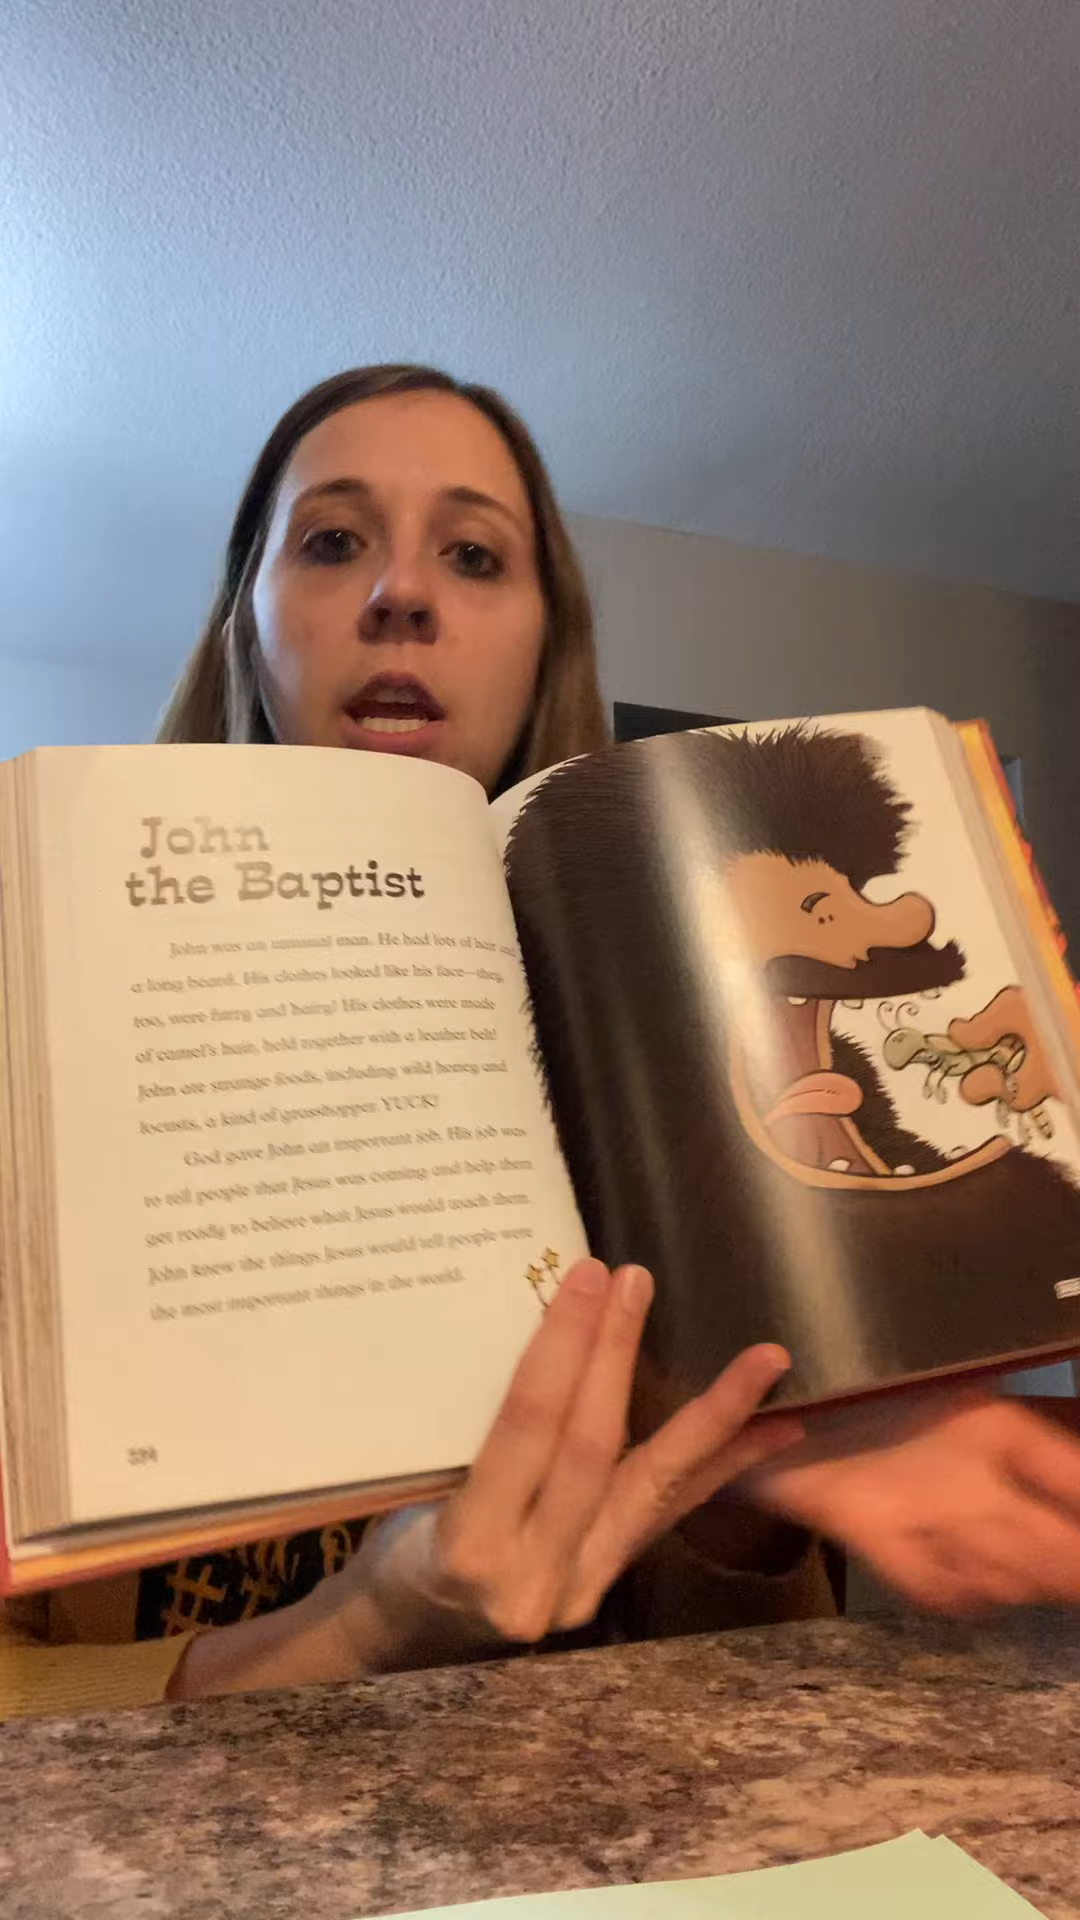 John
the Baptist
John was an unusual man. He had lots of hair and
a long beard. His clothes looked like his face—they,
too, were furry and hairy! His clothes were made
of camel's hair, held together with a leather belt!
John ate strange foods, including wild honey and
locusts, a kind of grasshopper. YUCK!
God gave John an important job. His job was
to tell people that Jesus was coming and help them
get ready to believe what Jesus would teach them.
John knew the things Jesus would tell people were
the most important things in the world.